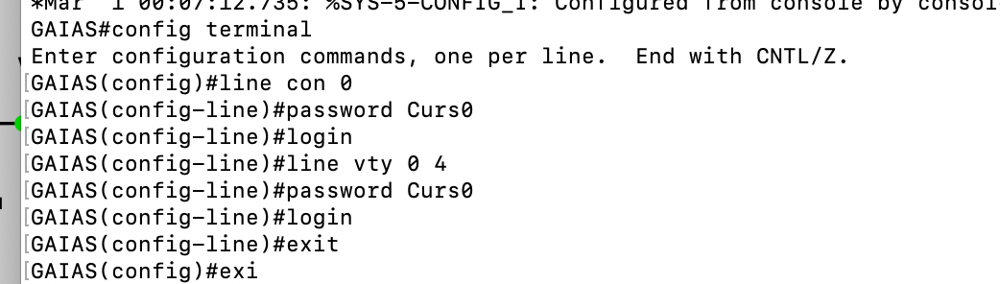 *Mar  1 00:07:12.735: %SYS-5-CONFIG_I: Configured from console by consol
GAIAS#config terminal
Enter configuration commands, one per line.  End with CNTL/Z.
[GAIAS(config)#line con 0
[GAIAS(config-line)#password Curs0
[GAIAS(config-line)#login
[GAIAS(config-line)#line vty 0 4
[GAIAS(config-line)#password Curs0
[GAIAS(config-line)#login
[GAIAS(config-line)#exit
[GAIAS(config)#exi